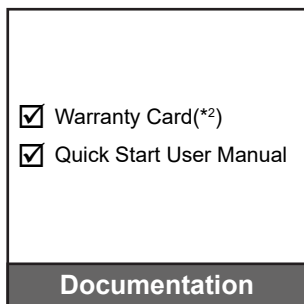 ☑ Warranty Card(*²)
☑ Quick Start User Manual
Documentation